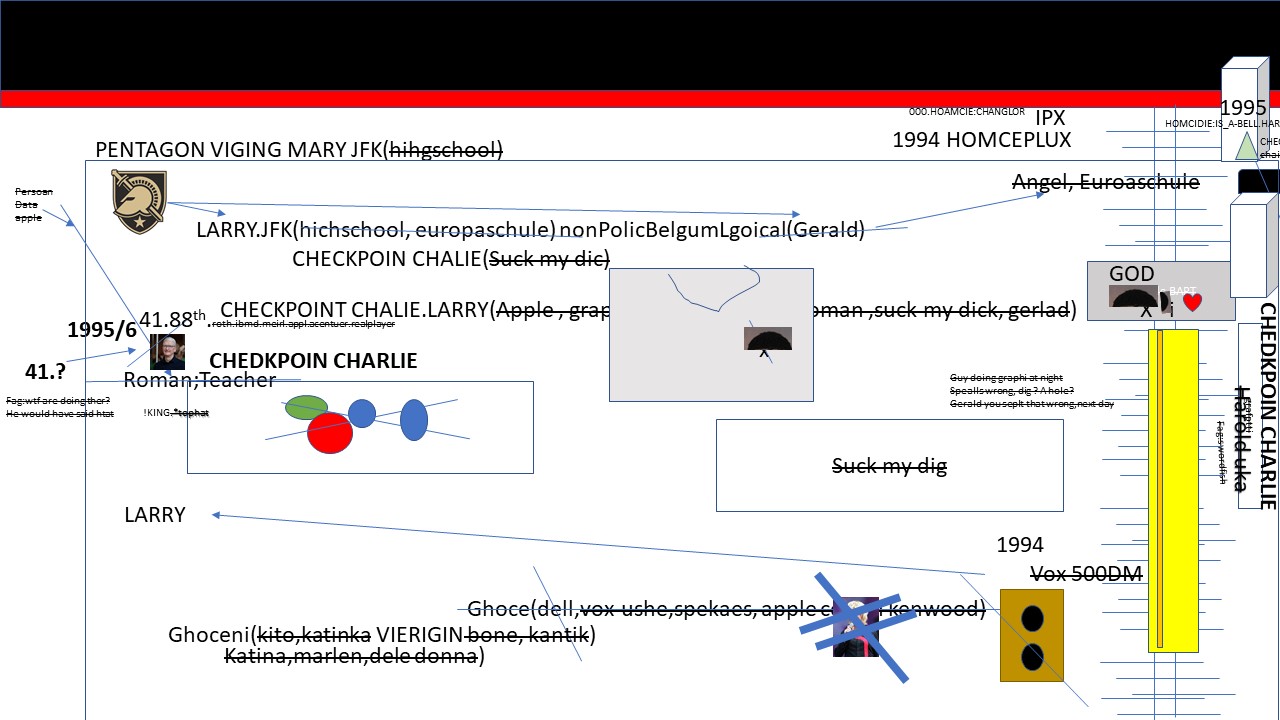 000.HOAMCIE:CHANGLOR
IPX
1995
HOMCIDIE:IS_A-BELL.HAR
1994 HOMCEPLUX
PENTAGON VIGING MARY JFK(hihgschool)
CHEC
chai
Persoan
Data
apple
Angel, Euroaschule
LARRY.JFK(hichschool, europaschule) nonPolicBelgumLgoical(Gerald)
CHECKPOIN CHALIE(Suck my dic)
GOD
= BART
X i
CHECKPOINT CHALIE.LARRY(Apple , grap oman ,suck my dick, gerlad)
41.88th.
.roth.ibmd.meirl.appl.acentuer.realplayer
1995/6
X
CHEDKPOIN CHARLIE
41.?
Roman;Teacher
Fag:wtf are doing ther?
He would have said htat
!KING.*tophat
Guy doing graphi at night
Spealls wrong, dig? A hole?
Gerald you seplt that wrong,next day
CHEDKPOIN CHARLIE
Harold uka
Fag:swardfish
Suck my dig
LARRY
1994
Vox 500DM
Ghoce(dell,vox ushe,spekaes, apple kenwood)
Ghoceni(kito,katinka VIERIGIN bone, kantik)
Katina,marlen,dele donna)